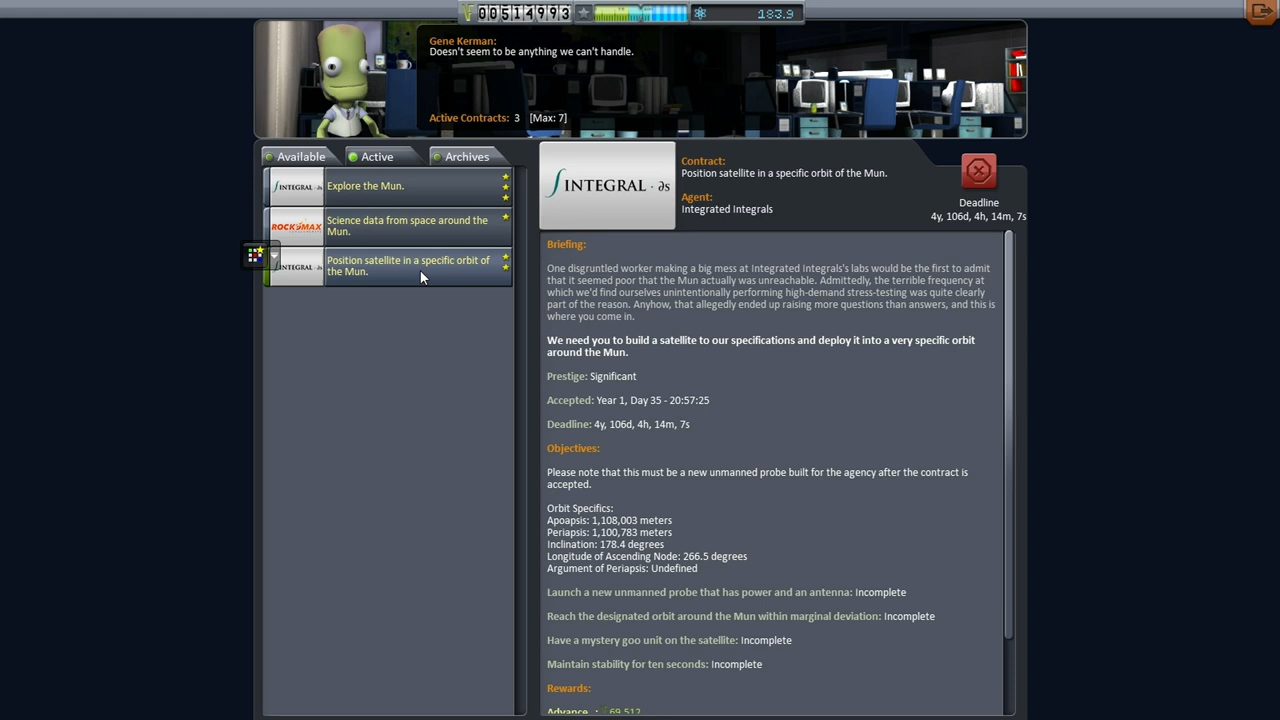 00514993
183.9
Gene Kerman:
Doesn't seem to be anything we can't handle.
Active Contracts: 3 [Max: 7]
Available
Active
Archives
INTEGRAL · ∂s
Explore the Mun.
ROCKOMAX
Science data from space around the
Mun.
INTEGRAL · ∂s
Position satellite in a specific orbit of
the Mun.
∫INTEGRAL · ∂s
Contract:
Position satellite in a specific orbit of the Mun.
Agent:
Integrated Integrals
Deadline
4y, 106d, 4h, 14m, 7s
Briefing:
One disgruntled worker making a big mess at Integrated Integrals's labs would be the first to admit
that it seemed poor that the Mun actually was unreachable. Admittedly, the terrible frequency at
which we'd find ourselves unintentionally performing high-demand stress-testing was quite clearly
part of the reason. Anyhow, that allegedly ended up raising more questions than answers, and this is
where you come in.
We need you to build a satellite to our specifications and deploy it into a very specific orbit
around the Mun.
Prestige: Significant
Accepted: Year 1, Day 35 - 20:57:25
Deadline: 4y, 106d, 4h, 14m, 7s
Objectives:
Please note that this must be a new unmanned probe built for the agency after the contract is
accepted.
Orbit Specifics:
Apoapsis: 1,108,003 meters
Periapsis: 1,100,783 meters
Inclination: 178.4 degrees
Longitude of Ascending Node: 266.5 degrees
Argument of Periapsis: Undefined
Launch a new unmanned probe that has power and an antenna: Incomplete
Reach the designated orbit around the Mun within marginal deviation: Incomplete
Have a mystery goo unit on the satellite: Incomplete
Maintain stability for ten seconds: Incomplete
Rewards:
Advance : 69,512